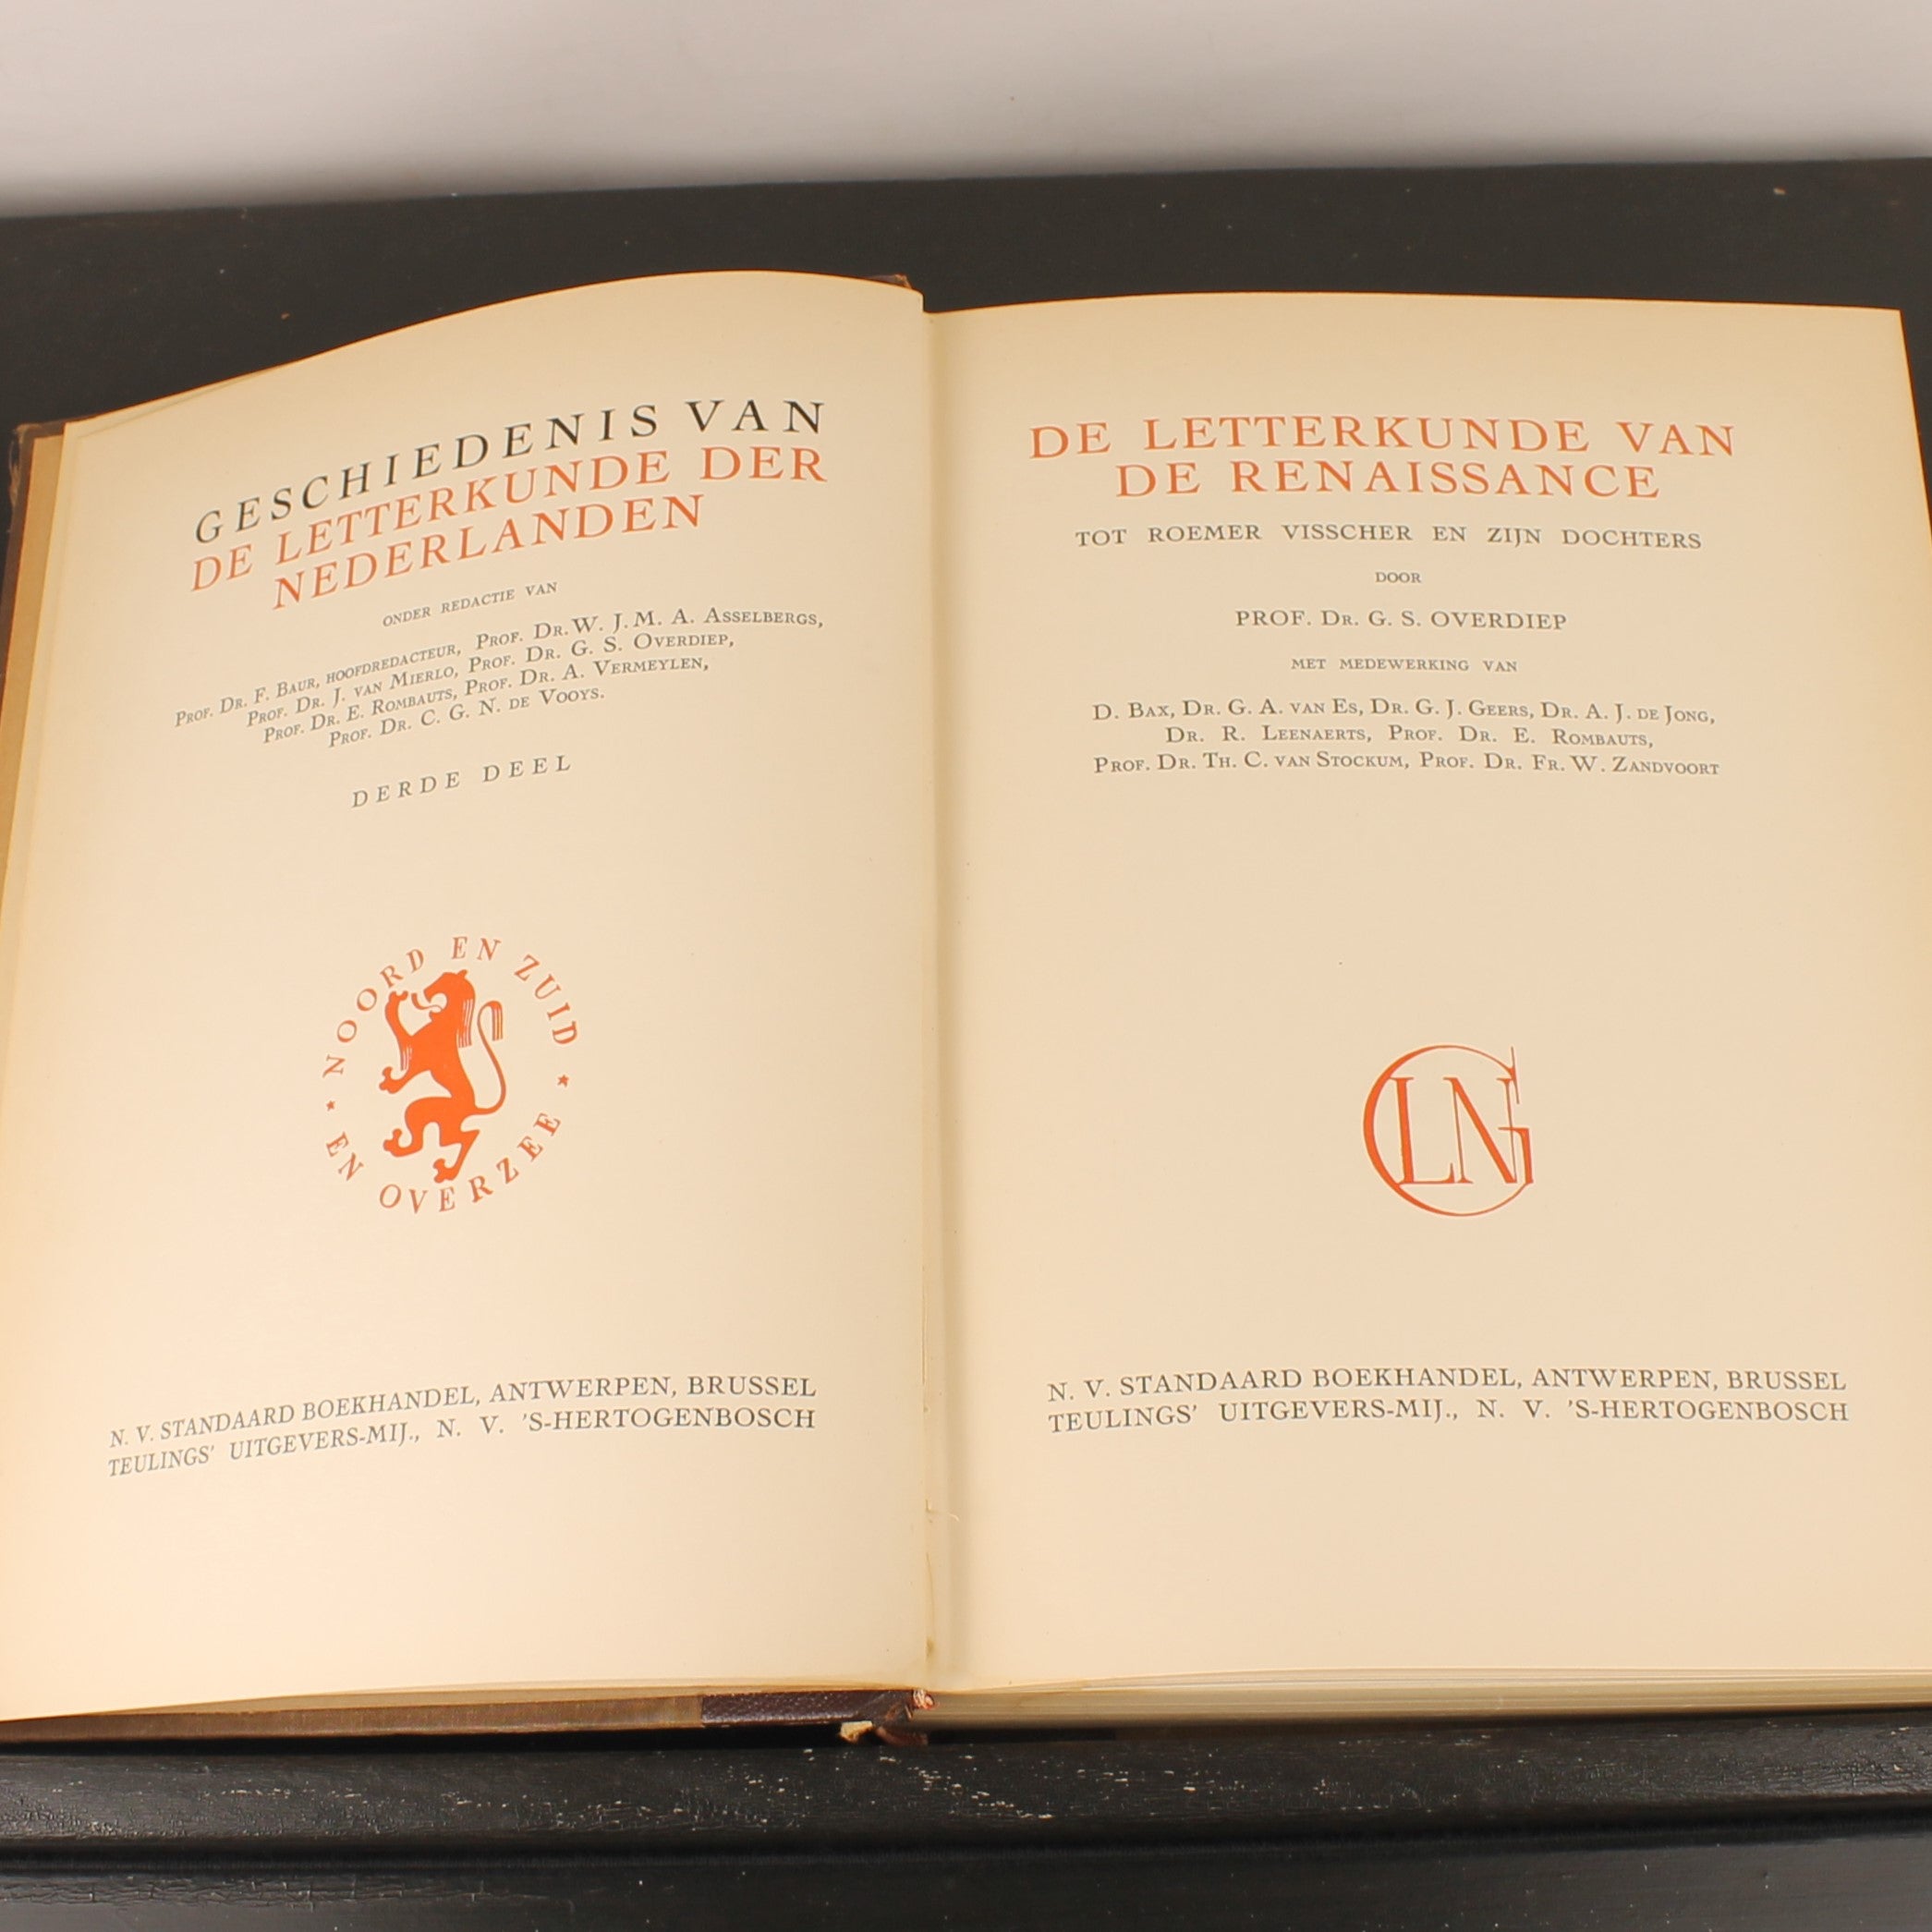 GESCHIEDENIS VAN
DE LETTERKUNDE DER
NEDERLANDEN
ONDER REDACTIE VAN
PROF. DR. F. BAUR, HOOFDREDACTEUR, PROF. DR. W. J. M. A. ASSELBERGS,
PROF. DR. J. VAN MIERLO, PROF. DR. G. S. OVERDIEP,
PROF. DR. E. ROMBAUTS, PROF. DR. A. VERMEYLEN,
PROF. DR. C. G. N. DE VOOYS.
DERDE DEEL
NOORD EN ZUID
* EN OVERZEE *
N. V. STANDAARD BOEKHANDEL, ANTWERPEN, BRUSSEL
TEULINGS' UITGEVERS-MIJ., N. V. 'S-HERTOGENBOSCH
DE LETTERKUNDE VAN
DE RENAISSANCE
TOT ROEMER VISSCHER EN ZIJN DOCHTERS
DOOR
PROF. DR. G. S. OVERDIEP
MET MEDEWERKING VAN
D. BAX, DR. G. A. VAN ES, DR. G. J. GEERS, DR. A. J. DE JONG,
DR. R. LEENAERTS, PROF. DR. E. ROMBAUTS,
PROF. DR. TH. C. VAN STOCKUM, PROF. DR. FR. W. ZANDVOORT
GLN
N. V. STANDAARD BOEKHANDEL, ANTWERPEN, BRUSSEL
TEULINGS' UITGEVERS-MIJ., N. V. 'S-HERTOGENBOSCH